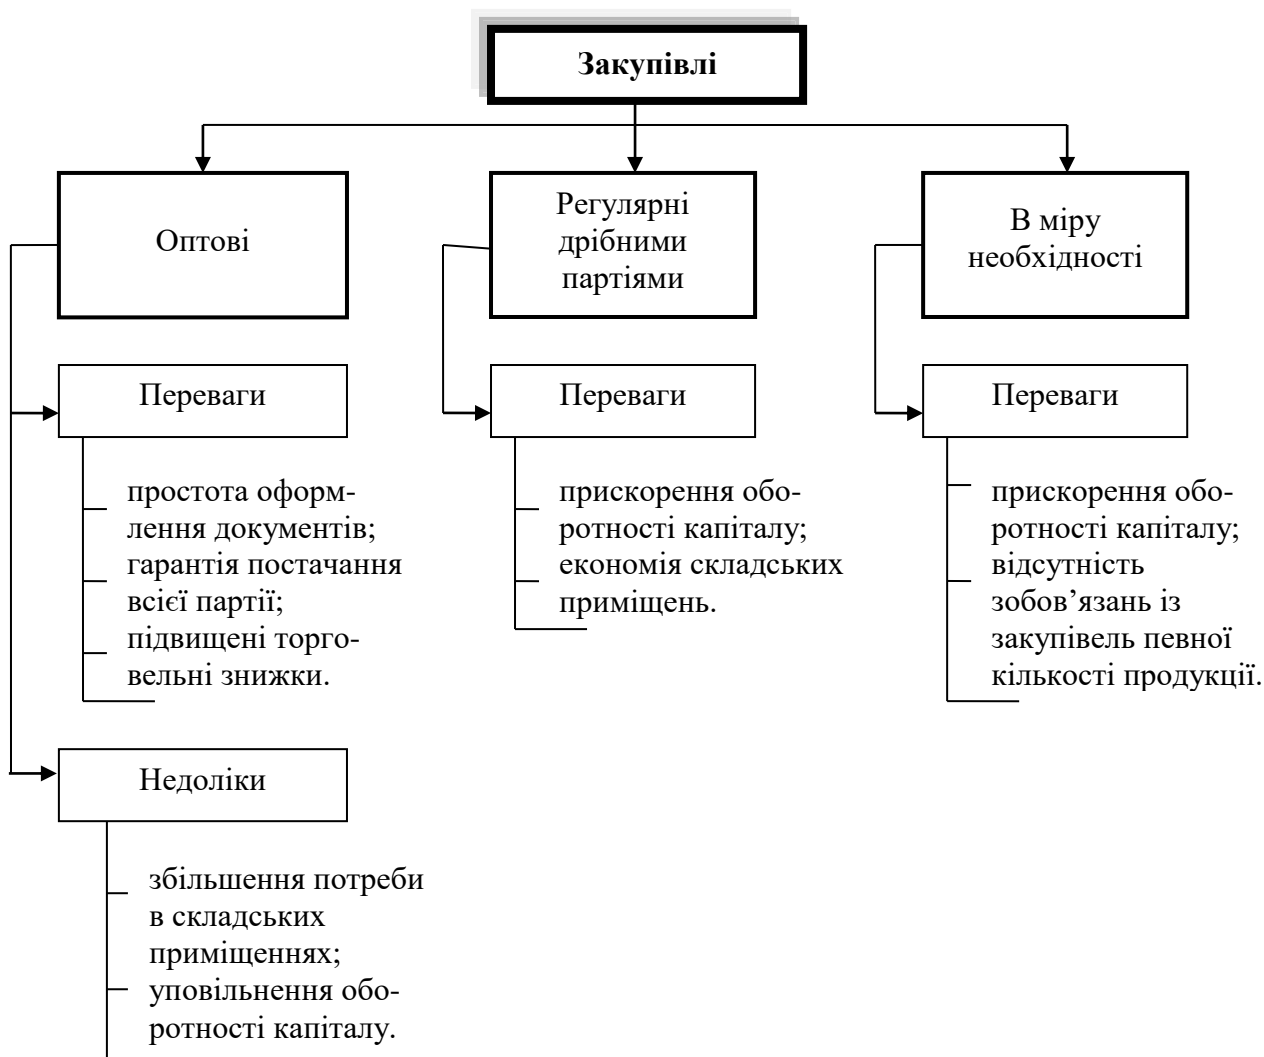 Закупівлі
Оптові
Регулярні
дрібними
партіями
В міру
необхідності
Переваги
простота оформ-
лення документів;
гарантія постачання
всієї партії;
підвищені торго-
вельні знижки.
Переваги
прискорення обо-
ротності капіталу;
економія складських
приміщень.
Переваги
прискорення обо-
ротності капіталу;
відсутність
зобов’язань із
закупівель певної
кількості продукції.
Недоліки
збільшення потреби
в складських
приміщеннях;
уповільнення обо-
ротності капіталу.